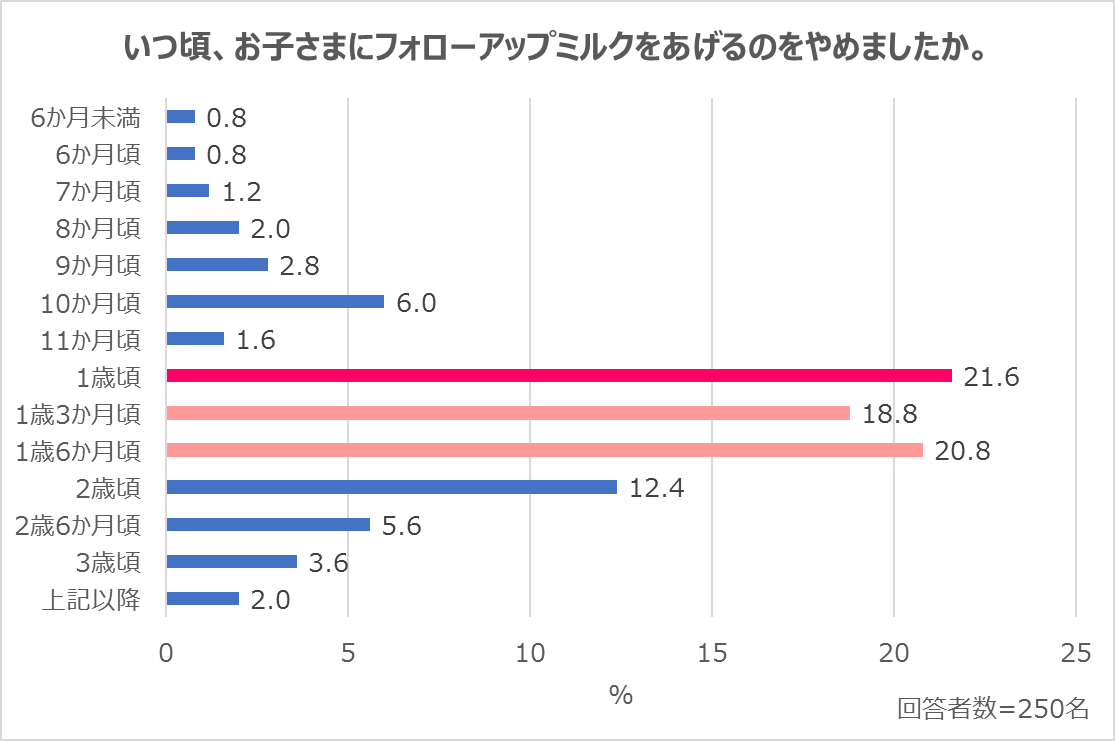 いつ頃、お子さまにフォローアップミルクをあげるのをやめましたか。
6か月未満 0.8
6か月頃 0.8
7か月頃 1.2
8か月頃 2.0
9か月頃 2.8
10か月頃 6.0
11か月頃 1.6
1歳頃 21.6
1歳3か月頃 18.8
1歳6か月頃 20.8
2歳頃 12.4
2歳6か月頃 5.6
3歳頃 3.6
上記以降 2.0
0 5 10 15 20 25
%
回答者数=250名